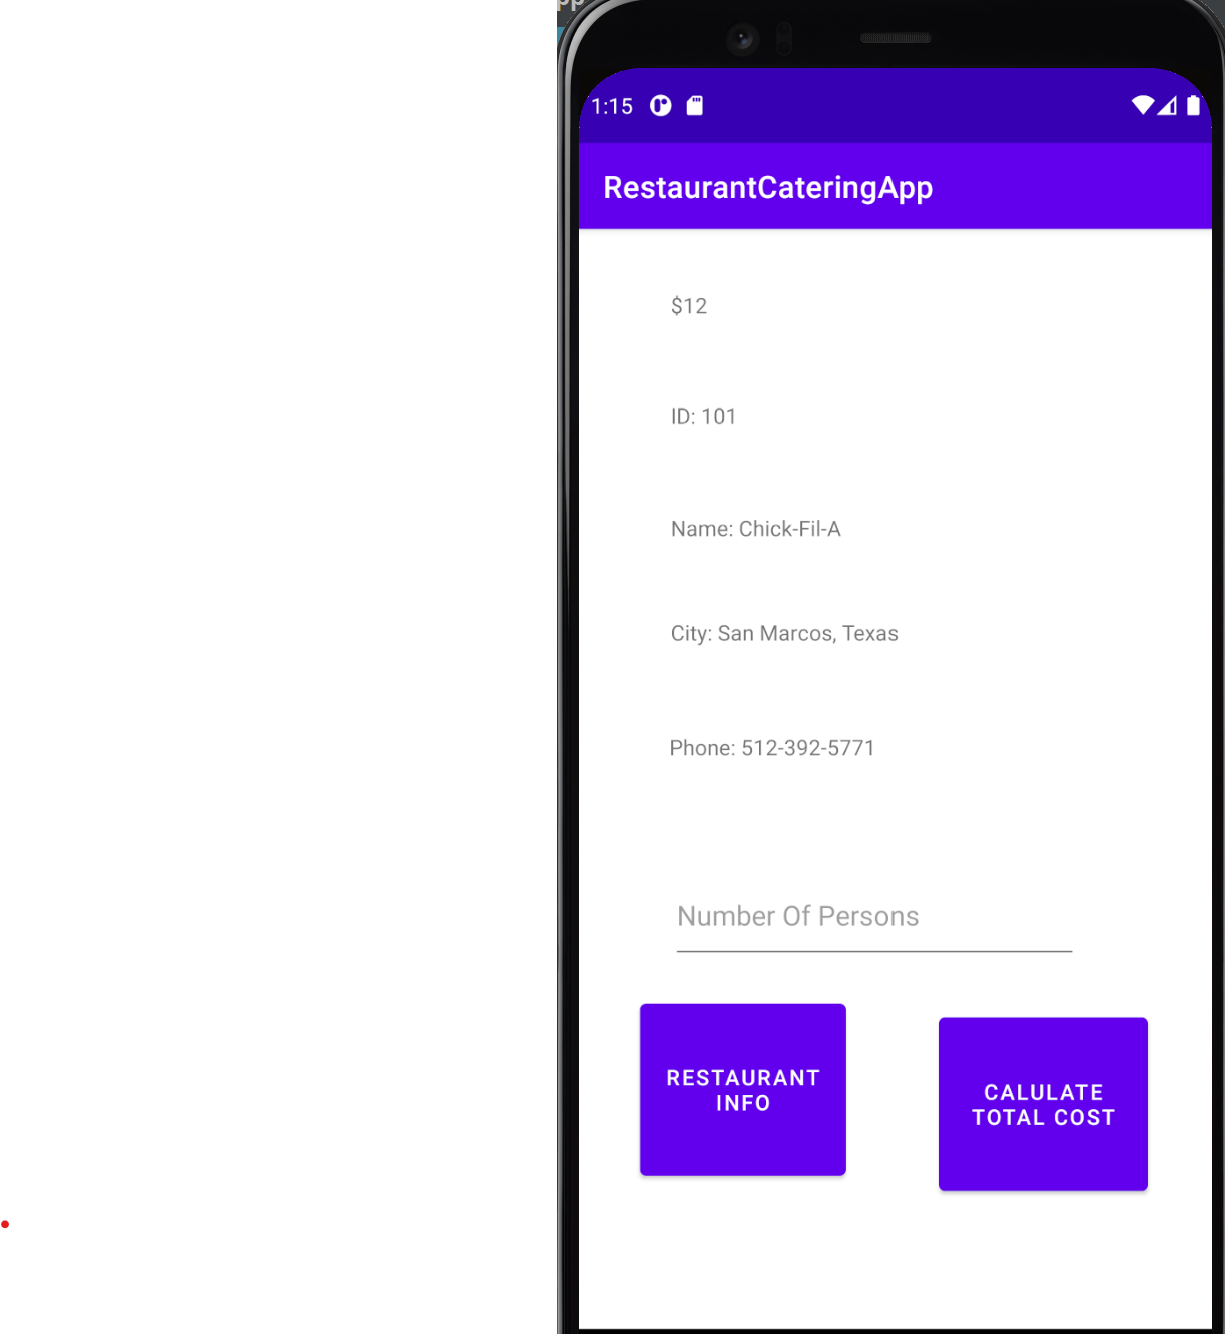 pp
1:15
RestaurantCateringApp
$12
ID: 101
Name: Chick-Fil-A
City: San Marcos, Texas
Phone: 512-392-5771
Number Of Persons
RESTAURANT
INFO
CALULATE
TOTAL COST